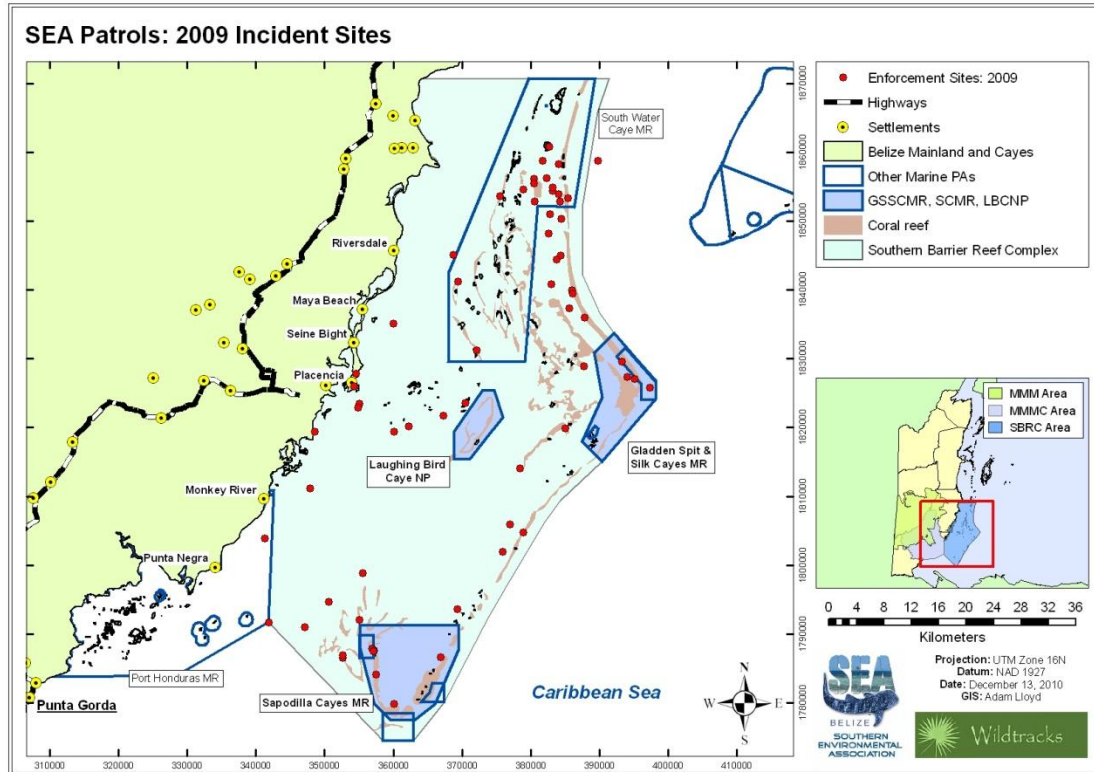 SEA Patrols: 2009 Incident Sites
South Water
Caye MR
Riversdale
Maya Beach
Seine Bight
Placencia
Laughing Bird
Caye NP
Gladden Spit &
Silk Cayes MR
Monkey River
Punta Negra
Port Honduras MR
Punta Gorda
Sapodilla Cayes MR
Caribbean Sea
N
W E
S
310000 320000 330000 340000 350000 360000 370000 380000 390000 400000 410000
1870000
1860000
1850000
1840000
1830000
1820000
1810000
1800000
1790000
1780000
Enforcement Sites: 2009
Highways
Settlements
Belize Mainland and Cayes
Other Marine PAs
GSSCMR, SCMR, LBCNP
Coral reef
Southern Barrier Reef Complex
MMM Area
MMMC Area
SBRC Area
0 4 8 12 16 20 24 28 32 36
Kilometers
SEA
BELIZE
SOUTHERN
ENVIRONMENTAL
ASSOCIATION
Projection: UTM Zone 16N
Datum: NAD 1927
Date: December 13, 2010
GIS: Adam Lloyd
Wildtracks